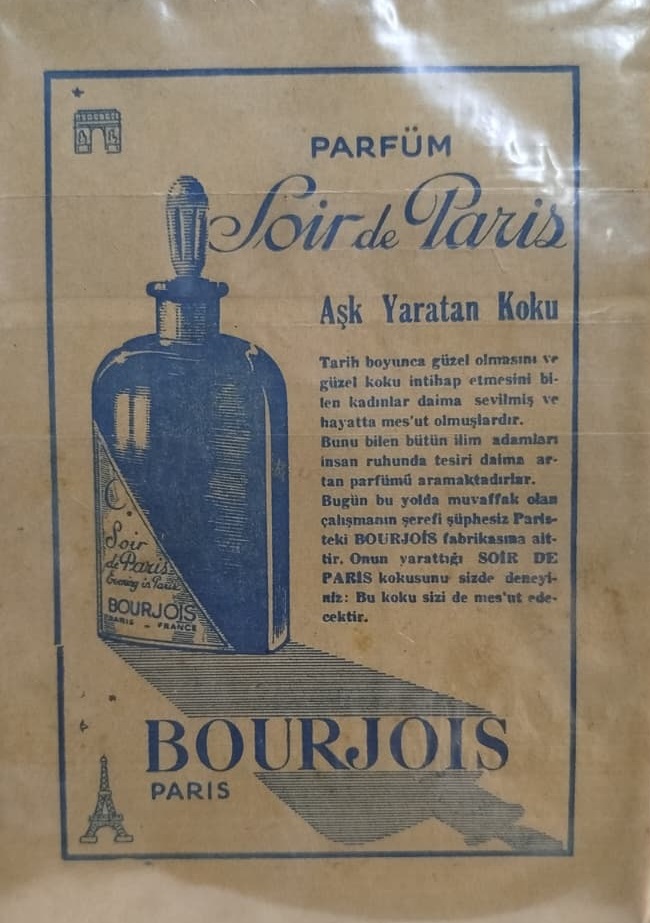 PARFÜM
Soir de Paris
Aşk Yaratan Koku
Tarih boyunca güzel olmasını ve
güzel koku intihap etmesini bi-
len kadınlar daima sevilmiş ve
hayatta mes'ut olmuşlardır.
Bunu bilen bütün ilim adamları
insan ruhunda tesiri daima ar-
tan parfümü aramaktadırlar.
Bugün bu yolda muvaffak olan
çalışmanın şerefi şüphesiz Paris-
teki BOURJOİS fabrikasına ait-
tir. Onun yarattığı SOİR DE
PARİS kokusunu sizde deneyi-
niz: Bu koku sizi de mes'ut ede-
cektir.
Soir
de Paris
Evening in Paris
BOURJOIS
PARIS - FRANCE
BOURJOIS
PARIS